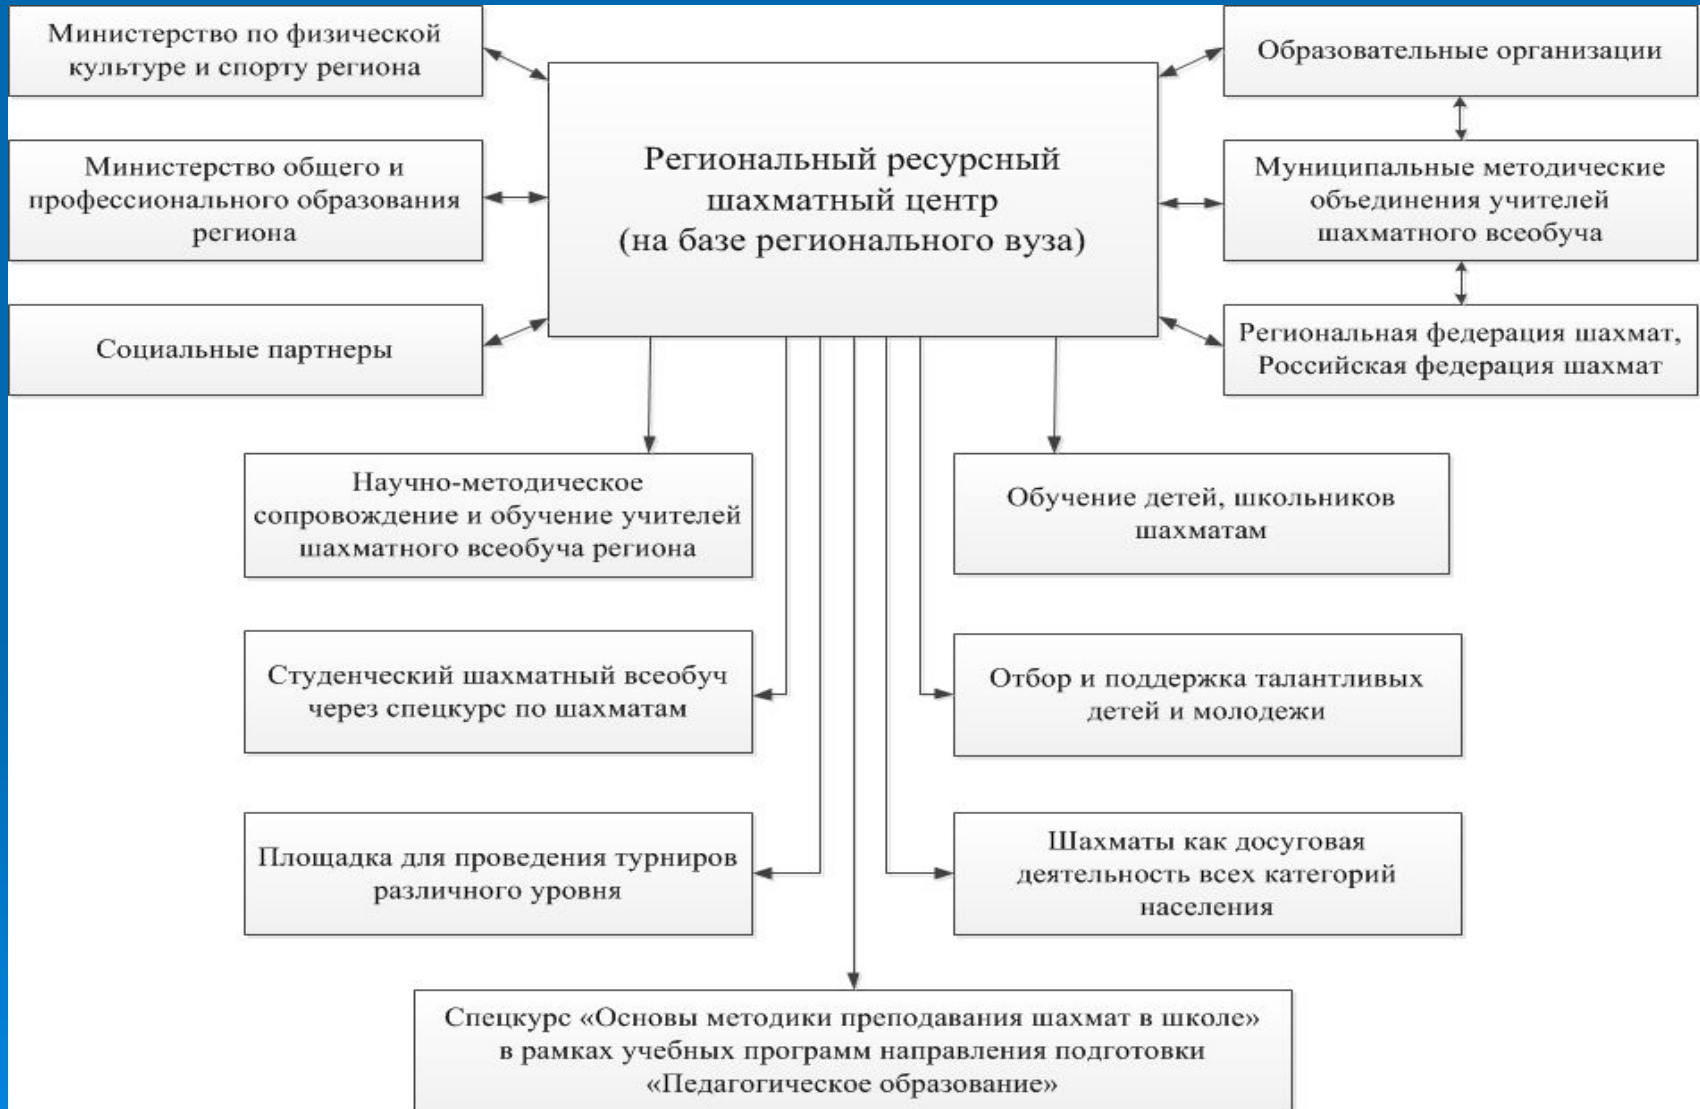 Министерство по физической
культуре и спорту региона
Образовательные организации
Региональный ресурсный
шахматный центр
(на базе регионального вуза)
Министерство общего и
профессионального образования
региона
Муниципальные методические
объединения учителей
шахматного всеобуча
Социальные партнеры
Региональная федерация шахмат,
Российская федерация шахмат
Научно-методическое
сопровождение и обучение учителей
шахматного всеобуча региона
Обучение детей, школьников
шахматам
Студенческий шахматный всеобуч
через спецкурс по шахматам
Отбор и поддержка талантливых
детей и молодежи
Площадка для проведения турниров
различного уровня
Шахматы как досуговая
деятельность всех категорий
населения
Спецкурс «Основы методики преподавания шахмат в школе»
в рамках учебных программ направления подготовки
«Педагогическое образование»